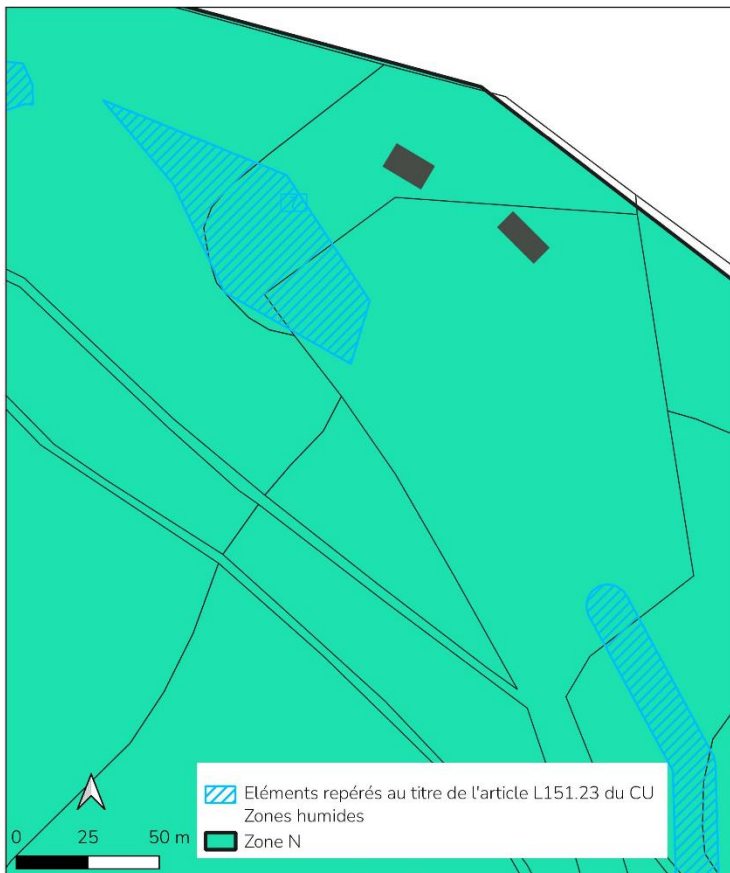 Eléments repérés au titre de l'article L151.23 du CU
Zones humides
Zone N
0 25 50 m